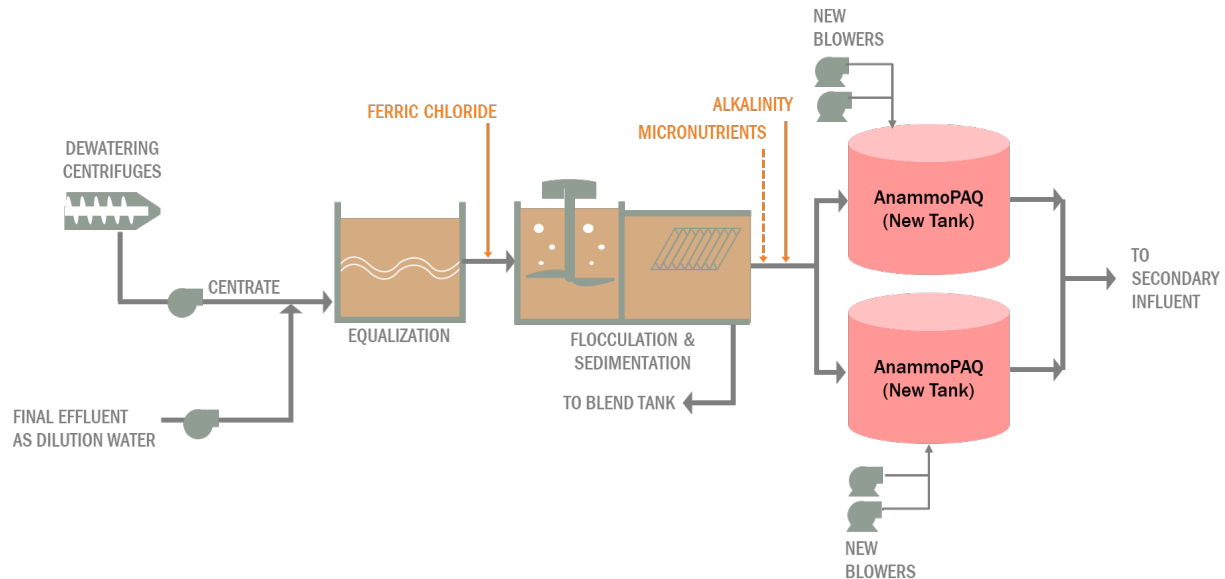 NEW
BLOWERS
FERRIC CHLORIDE
ALKALINITY
MICRONUTRIENTS
DEWATERING
CENTRIFUGES
AnammoPAQ
(New Tank)
CENTRATE
EQUALIZATION
FLOCCULATION &
SEDIMENTATION
TO
SECONDARY
INFLUENT
AnammoPAQ
(New Tank)
TO BLEND TANK
FINAL EFFLUENT
AS DILUTION WATER
NEW
BLOWERS